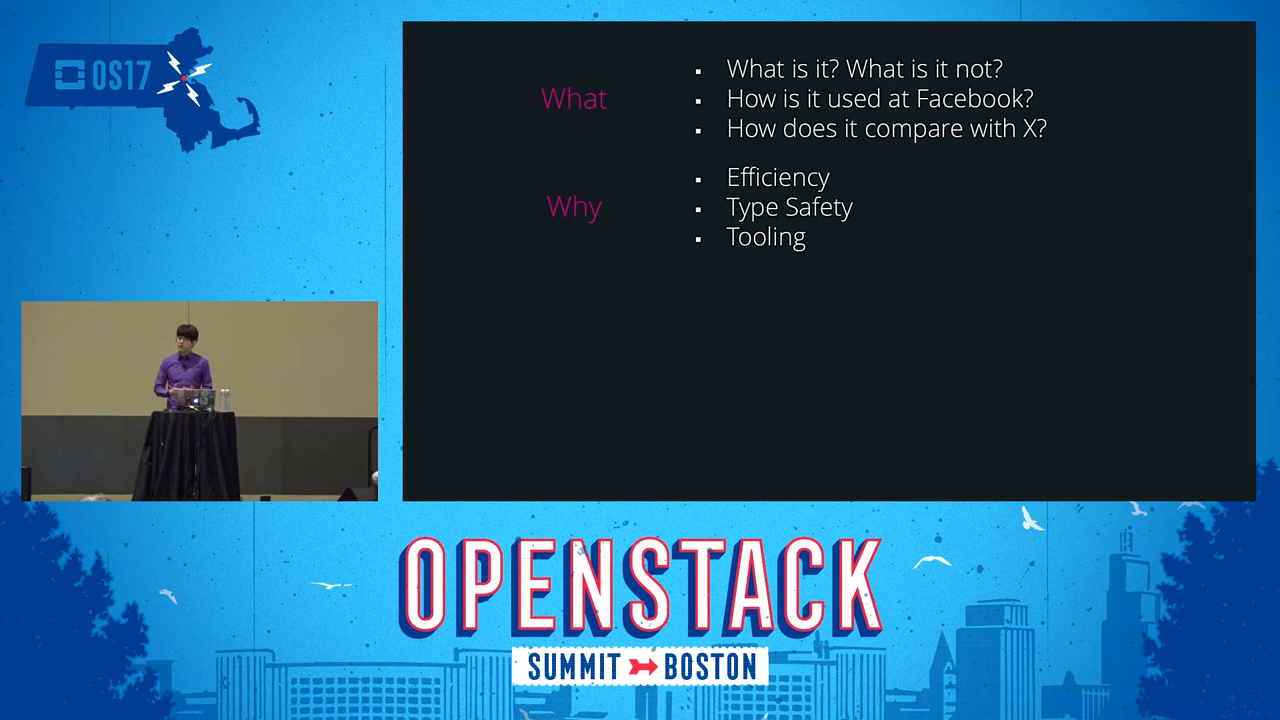 OS17
What
▪ What is it? What is it not?
▪ How is it used at Facebook?
▪ How does it compare with X?
Why
▪ Efficiency
▪ Type Safety
▪ Tooling
OPENSTACK
SUMMIT BOSTON